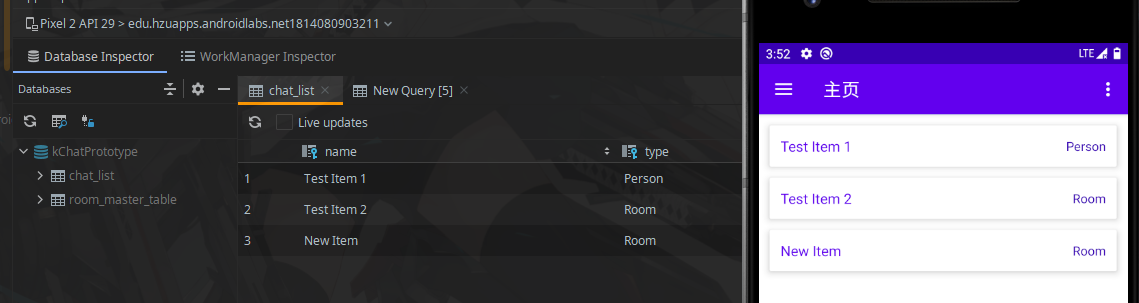 Pixel 2 API 29 > edu.hzuapps.androidlabs.net1814080903211
Database Inspector
WorkManager Inspector
Databases
chat_list
New Query [5]
Live updates
kChatPrototype
chat_list
room_master_table
name type
1 Test Item 1 Person
2 Test Item 2 Room
3 New Item Room
3:52 LTE
主页
Test Item 1 Person
Test Item 2 Room
New Item Room